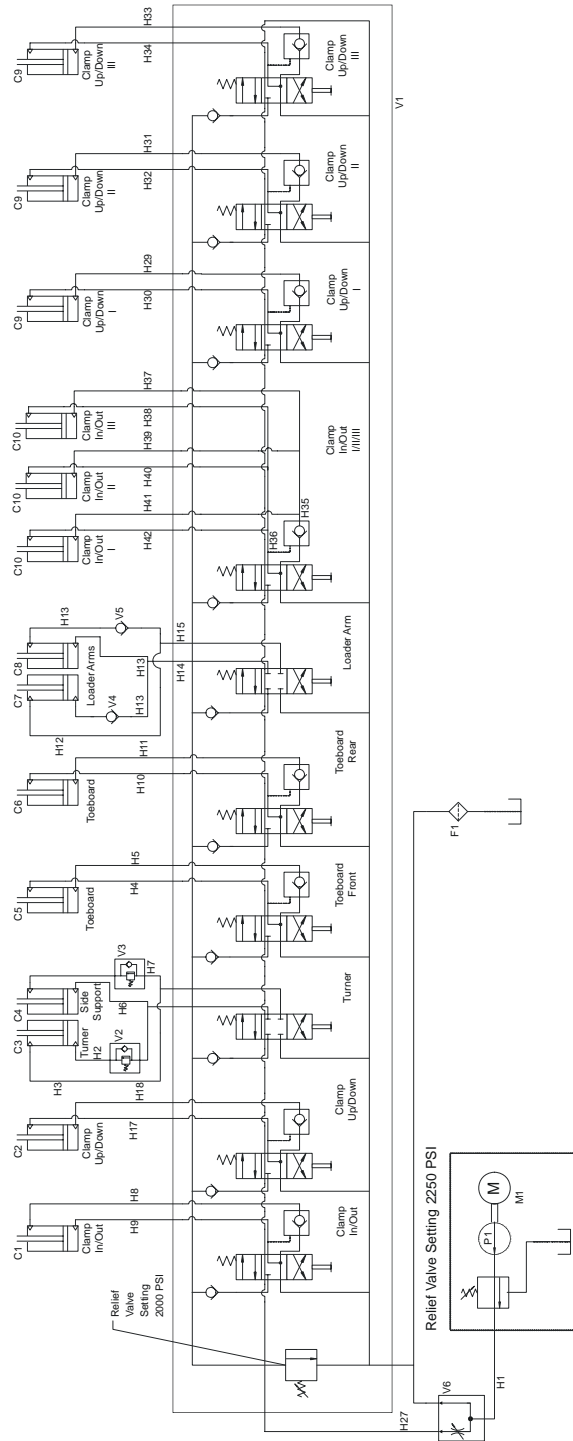 C1
C2
C3
C4
C5
C6
C7
C8
C10
C10
C10
C9
C9
C9
Clamp
In/Out
Clamp
Up/Down
Turner
Side
Support
Toeboard
Toeboard
Loader Arms
Clamp
In/Out
I
Clamp
In/Out
II
Clamp
In/Out
III
Clamp
Up/Down
I
Clamp
Up/Down
II
Clamp
Up/Down
III
H8
H9
H17
H3
H2
V2
H18
H6
V3
H7
H5
H4
H11
H10
H12
V4
H13
H13
H13
V5
H15
H14
H42
H41
H40
H39
H38
H37
H30
H29
H32
H31
H34
H33
H36
H35
Relief
Valve
Setting
2000 PSI
Clamp
In/Out
Clamp
Up/Down
Turner
Toeboard
Front
Toeboard
Rear
Loader Arm
Clamp
In/Out
I/II/III
Clamp
Up/Down
I
Clamp
Up/Down
II
Clamp
Up/Down
III
V1
H27
V6
H1
F1
Relief Valve Setting 2250 PSI
P1
M
M1